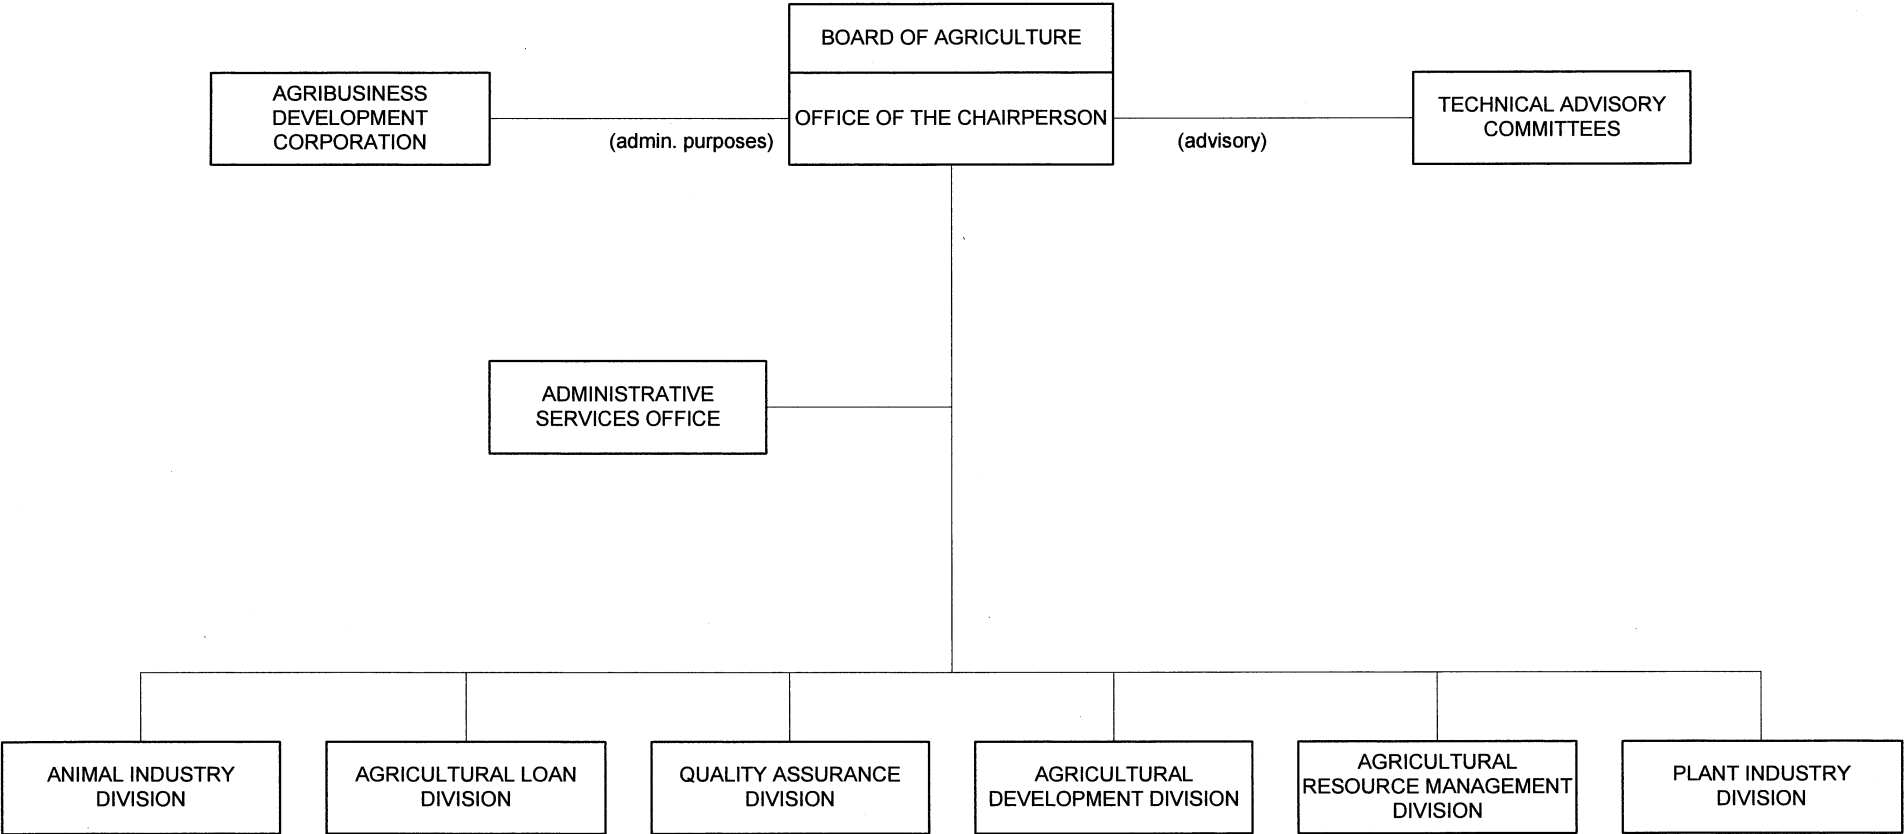 BOARD OF AGRICULTURE
AGRIBUSINESS
DEVELOPMENT
CORPORATION
(admin. purposes)
OFFICE OF THE CHAIRPERSON
(advisory)
TECHNICAL ADVISORY
COMMITTEES
ADMINISTRATIVE
SERVICES OFFICE
ANIMAL INDUSTRY
DIVISION
AGRICULTURAL LOAN
DIVISION
QUALITY ASSURANCE
DIVISION
AGRICULTURAL
DEVELOPMENT DIVISION
AGRICULTURAL
RESOURCE MANAGEMENT
DIVISION
PLANT INDUSTRY
DIVISION